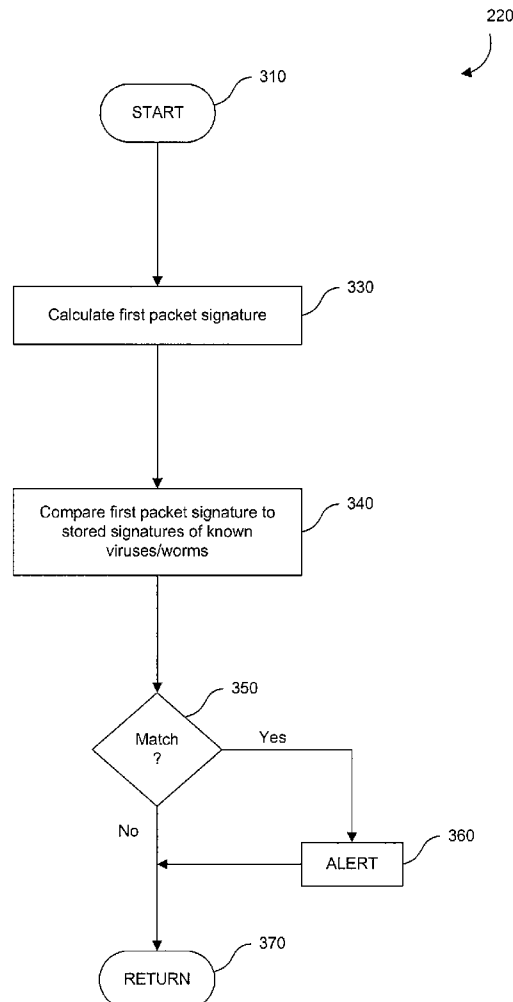 220
310
START
330
Calculate first packet signature
340
Compare first packet signature to
stored signatures of known
viruses/worms
350
Match
?
Yes
No
360
ALERT
370
RETURN